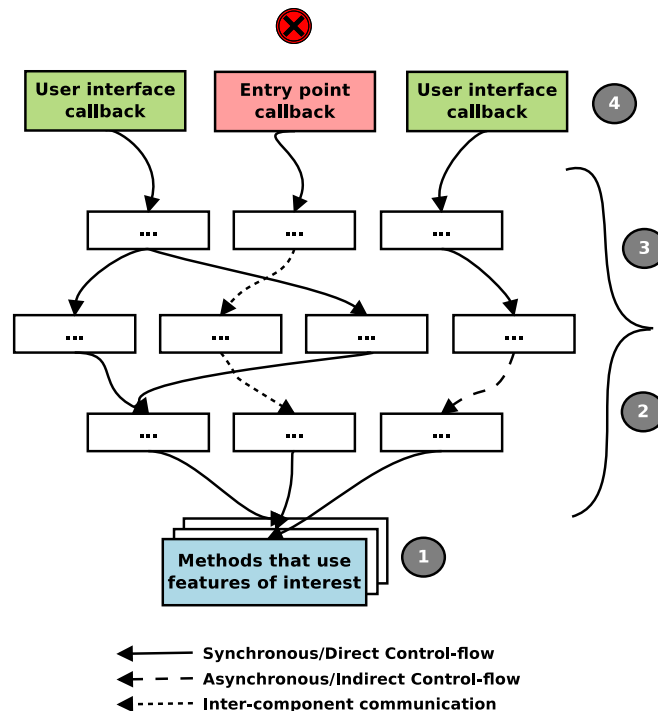 User interface
callback
Entry point
callback
User interface
callback
4
...
...
...
3
...
...
...
...
2
...
...
...
1
Methods that use
features of interest
Synchronous/Direct Control-flow
Asynchronous/Indirect Control-flow
Inter-component communication